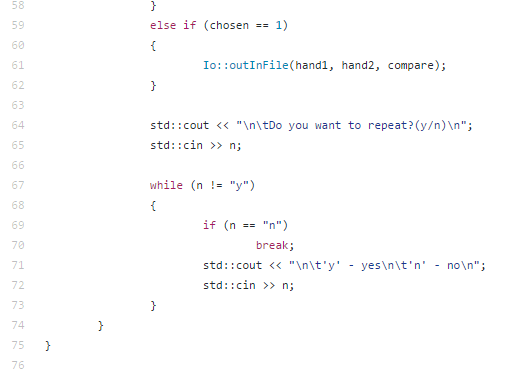 58                  }
59                  else if (chosen == 1)
60                  {
61                          Io::outInFile(hand1, hand2, compare);
62                  }
63
64                  std::cout << "\n\tDo you want to repeat?(y/n)\n";
65                  std::cin >> n;
66
67                  while (n != "y")
68                  {
69                          if (n == "n")
70                                  break;
71                          std::cout << "\n\t'y' - yes\n\t'n' - no\n";
72                          std::cin >> n;
73                  }
74          }
75  }
76